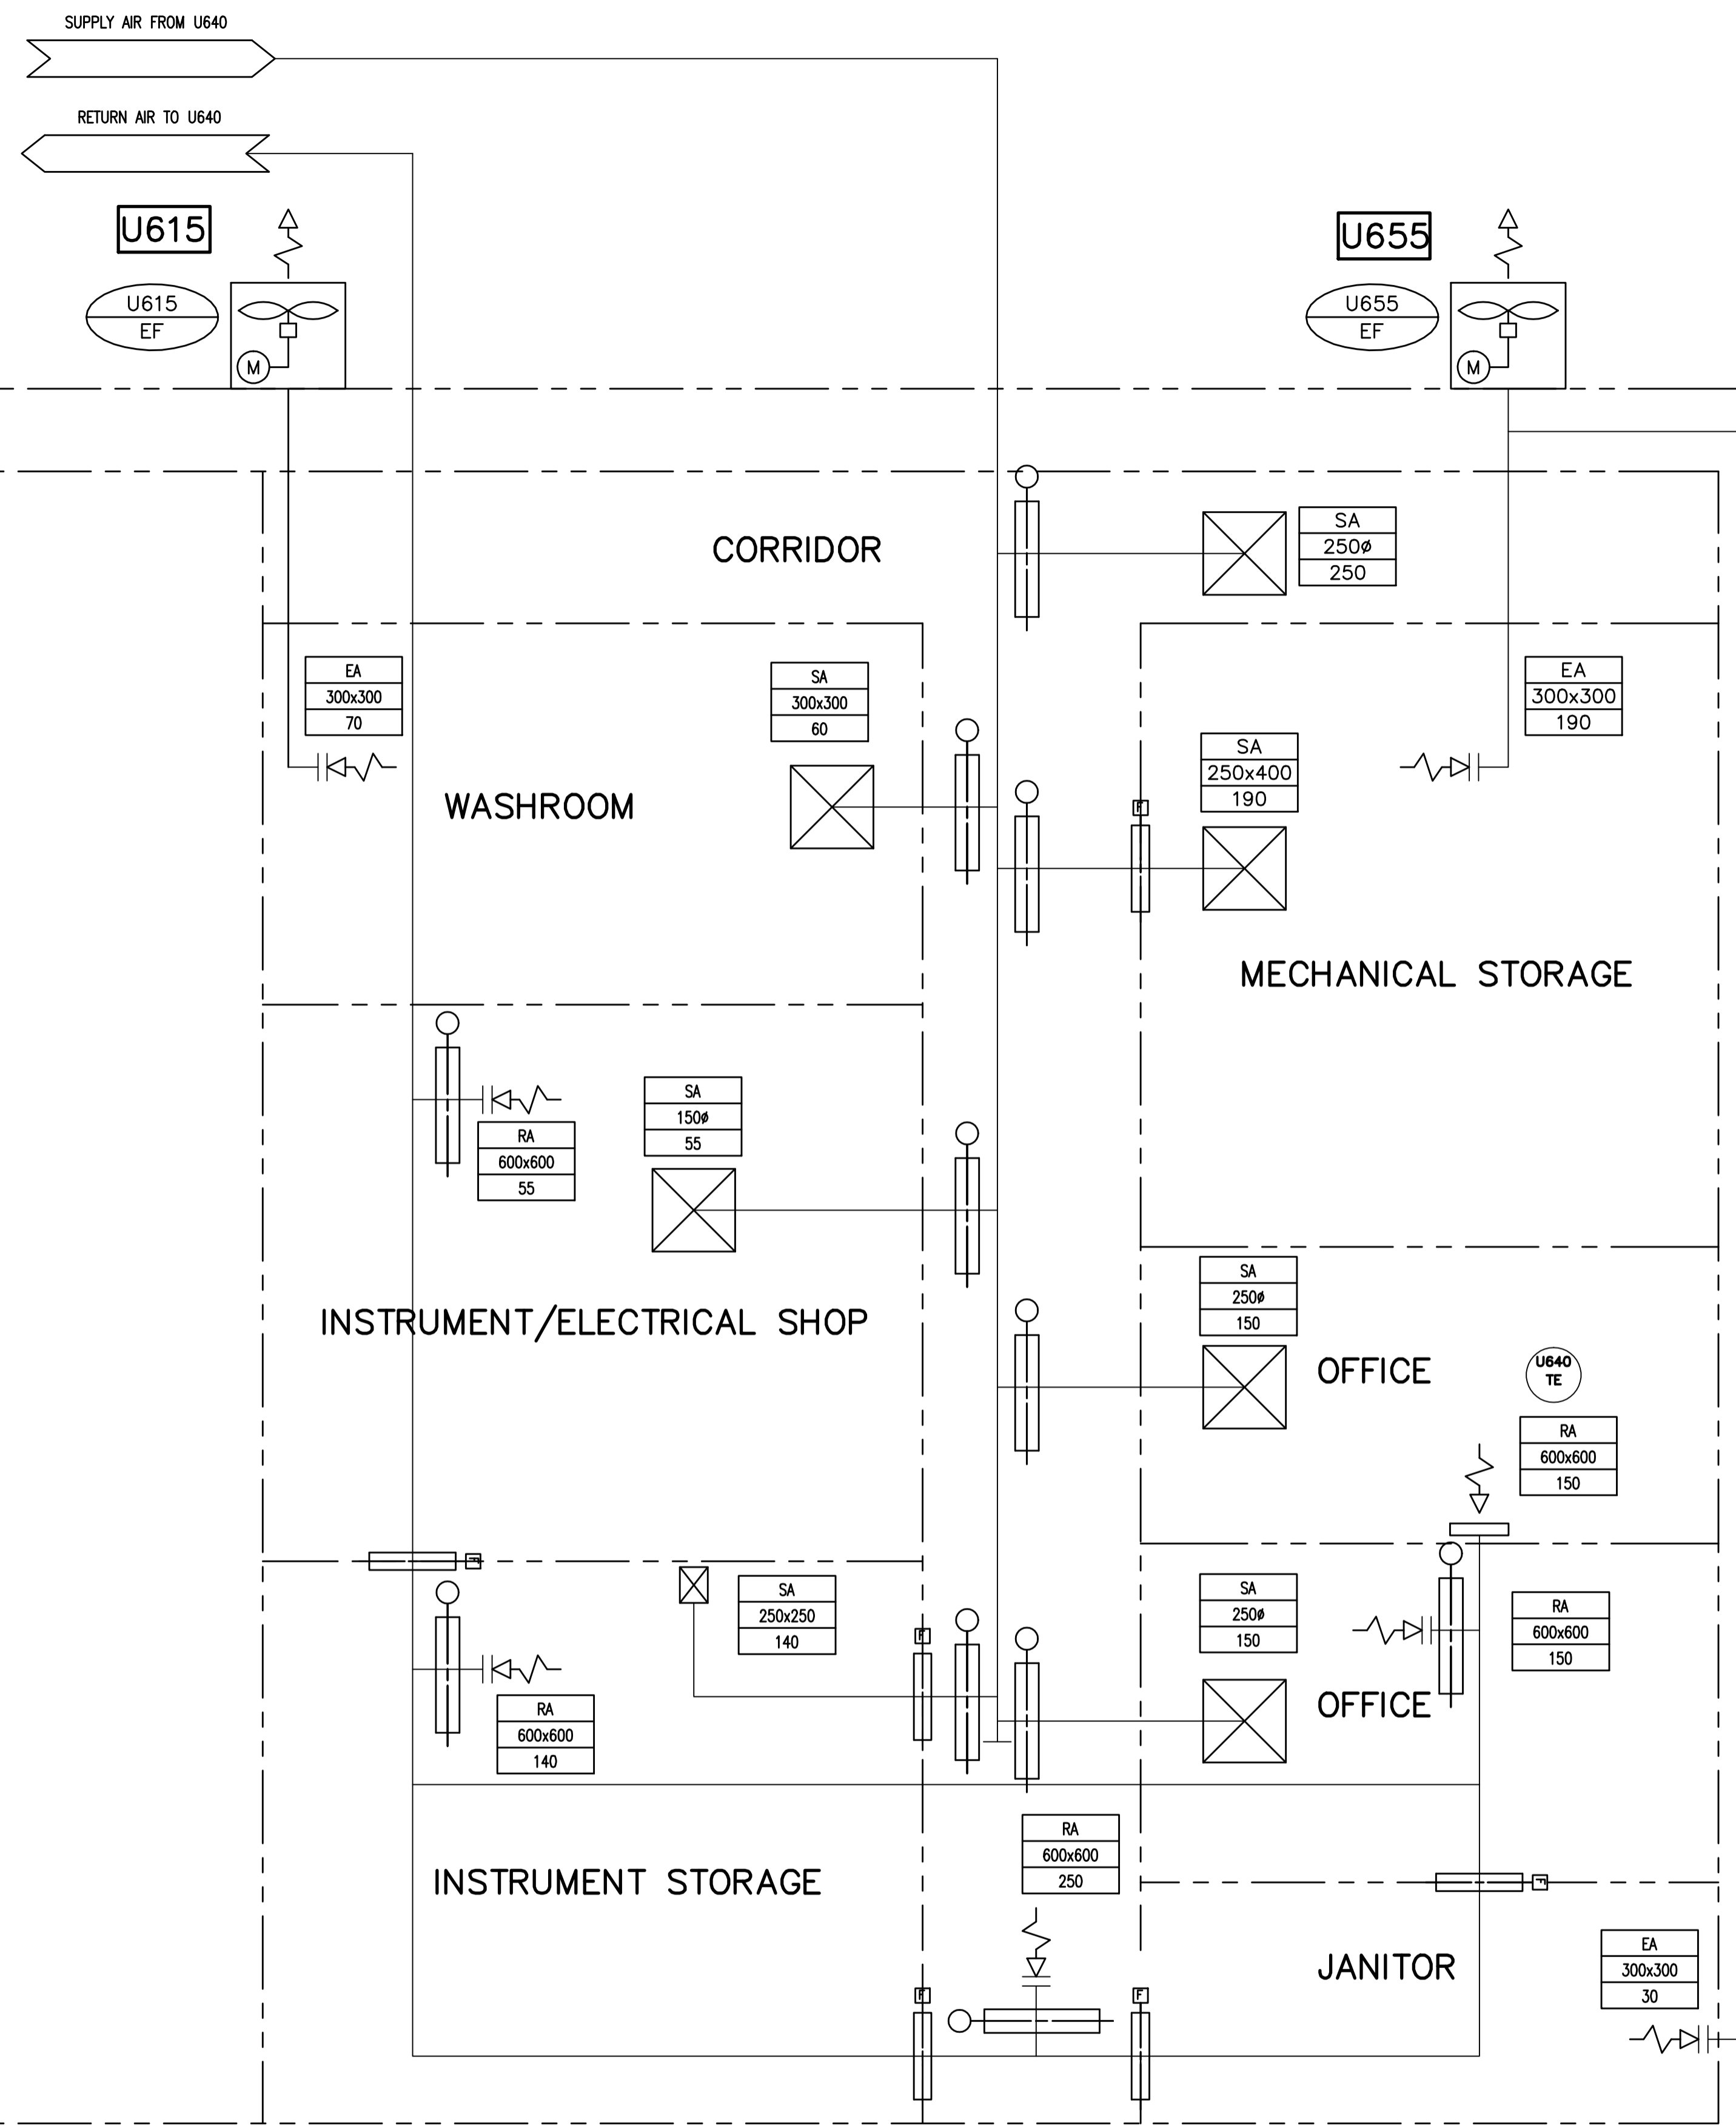 SUPPLY AIR FROM U640
RETURN AIR TO U640
U615
U655
U615
EF
M
U655
EF
M
CORRIDOR
SA
250ø
250
EA
300x300
70
SA
300x300
60
EA
300x300
190
SA
250x400
190
WASHROOM
F
MECHANICAL STORAGE
SA
150ø
55
RA
600x600
55
INSTRUMENT/ELECTRICAL SHOP
SA
250ø
150
OFFICE
U640
TE
RA
600x600
150
F
SA
250x250
140
F
SA
250ø
150
RA
600x600
150
OFFICE
RA
600x600
140
RA
600x600
250
INSTRUMENT STORAGE
F
JANITOR
EA
300x300
30
F
F